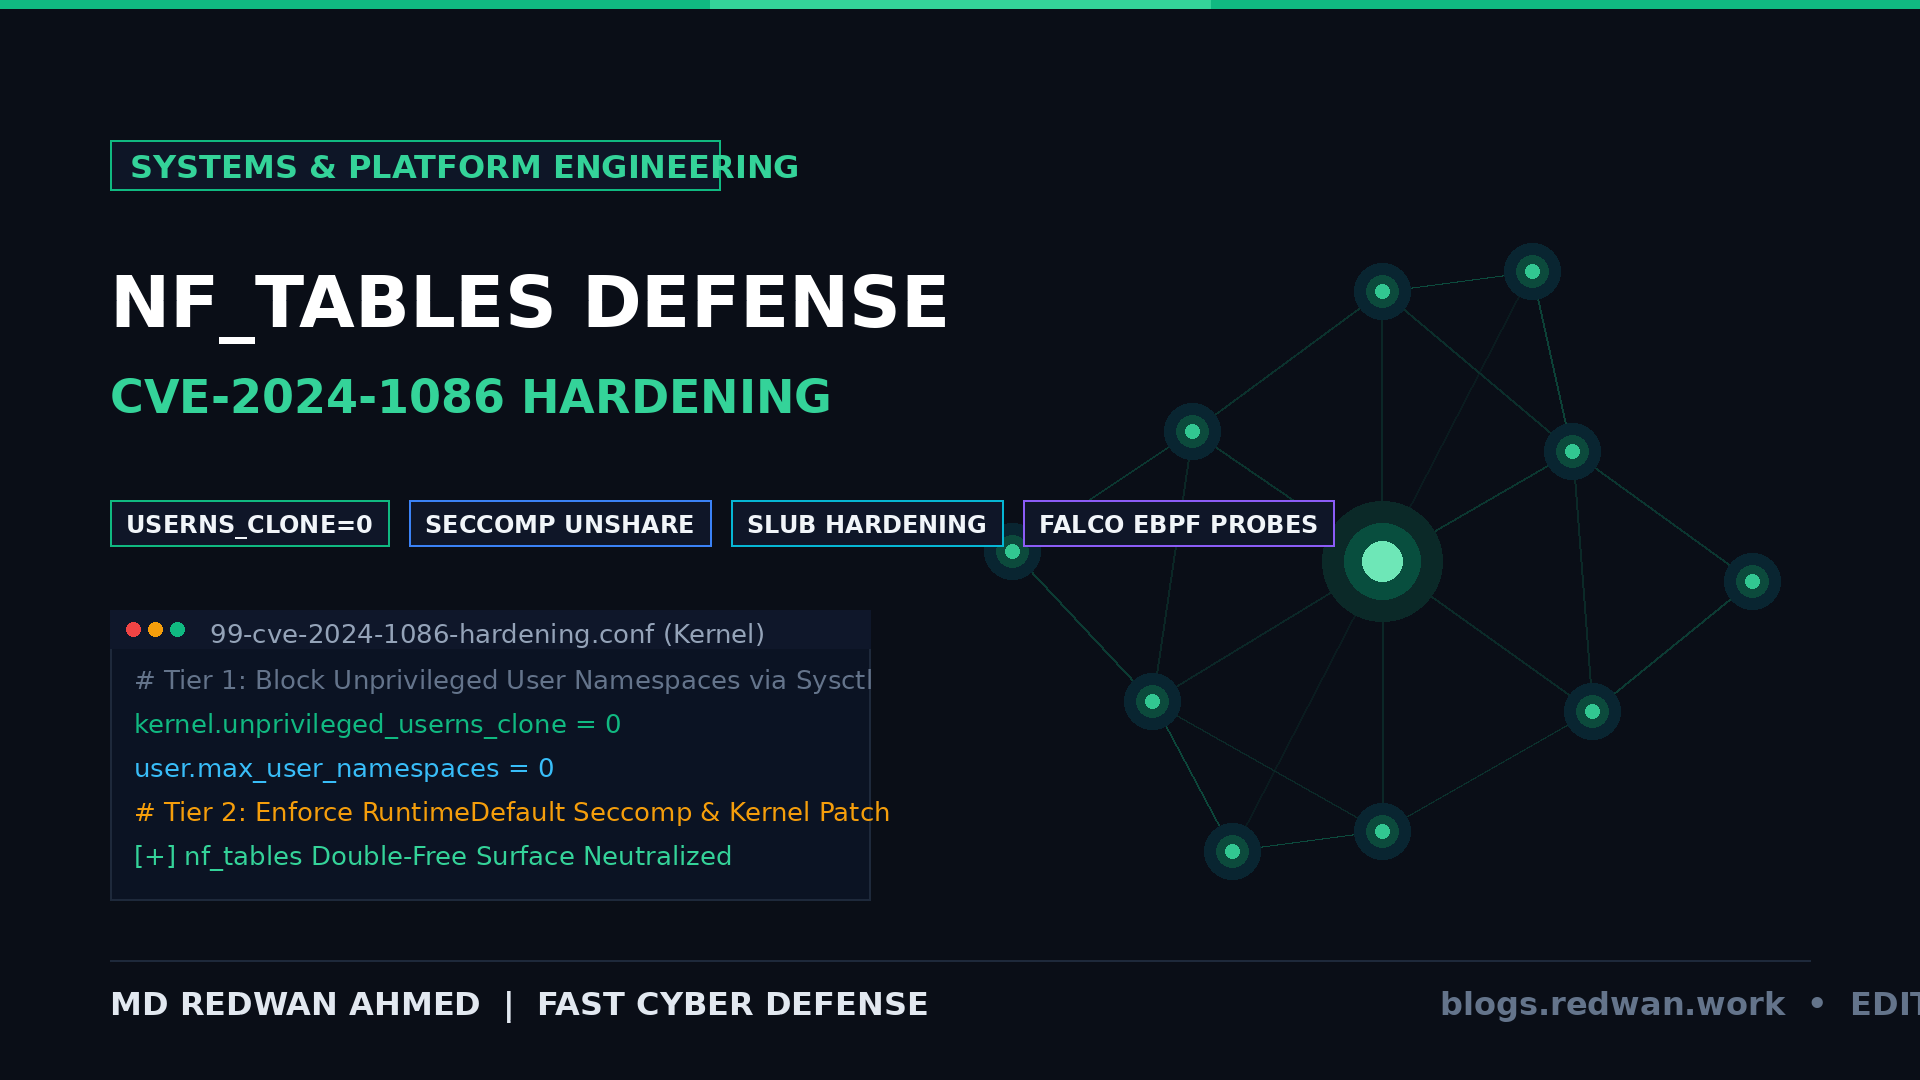 SYSTEMS & PLATFORM ENGINEERING
NF_TABLES DEFENSE
CVE-2024-1086 HARDENING
USERNS_CLONE=0 SECCOMP UNSHARE SLUB HARDENING FALCO EBPF PROBES
99-cve-2024-1086-hardening.conf (Kernel)
# Tier 1: Block Unprivileged User Namespaces via Sysctl
kernel.unprivileged_userns_clone = 0
user.max_user_namespaces = 0
# Tier 2: Enforce RuntimeDefault Seccomp & Kernel Patch
[+] nf_tables Double-Free Surface Neutralized
MD REDWAN AHMED | FAST CYBER DEFENSE
blogs.redwan.work •